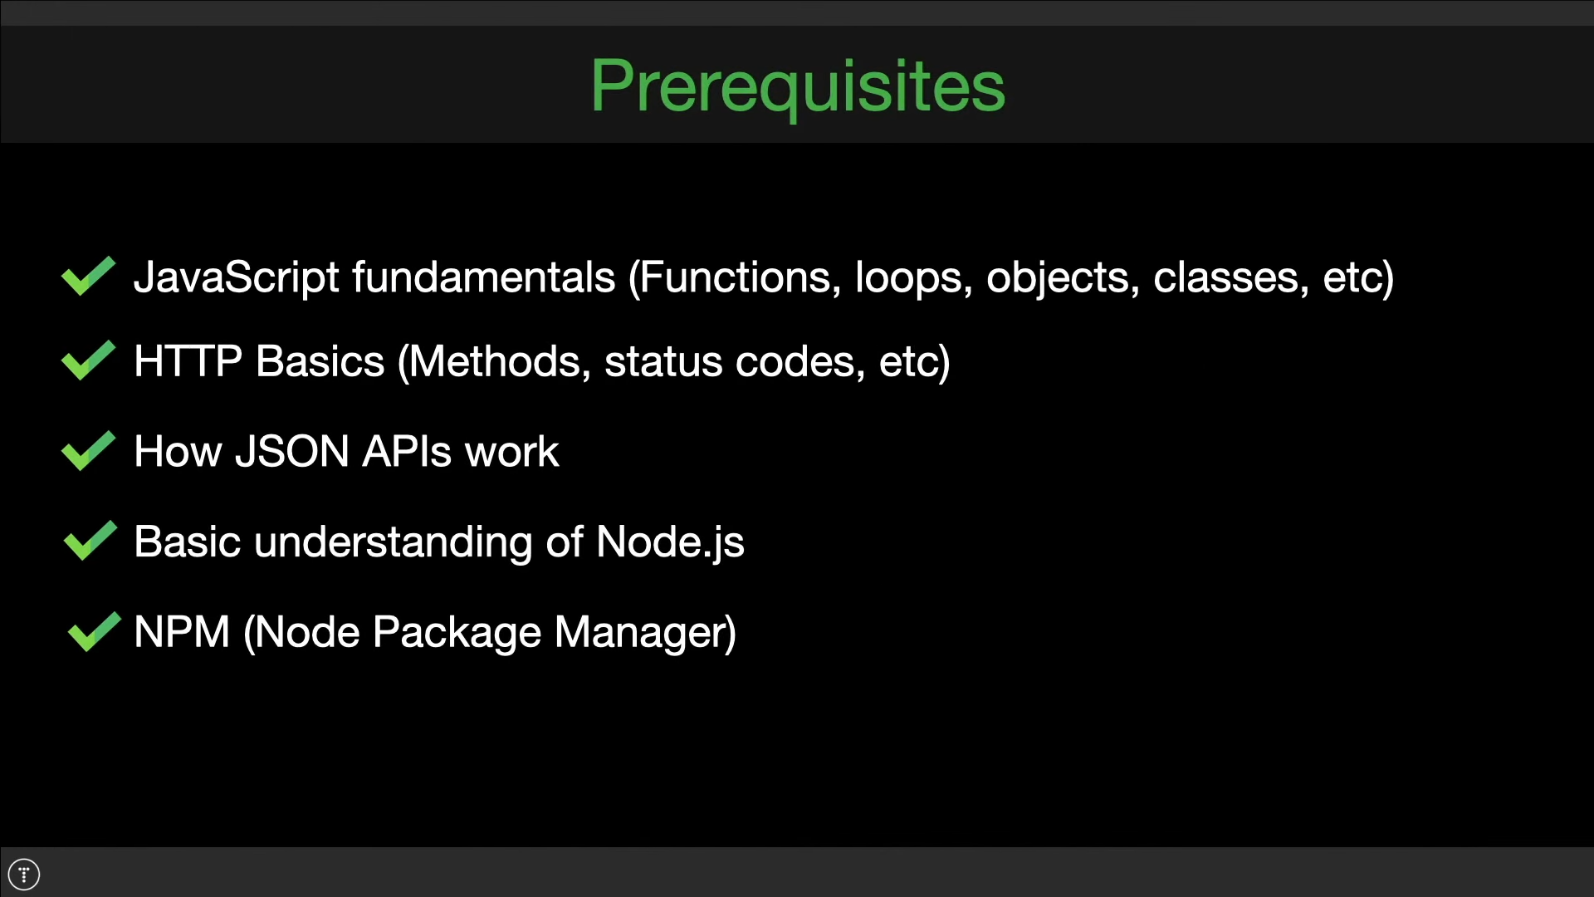 Prerequisites
JavaScript fundamentals (Functions, loops, objects, classes, etc)
HTTP Basics (Methods, status codes, etc)
How JSON APIs work
Basic understanding of Node.js
NPM (Node Package Manager)